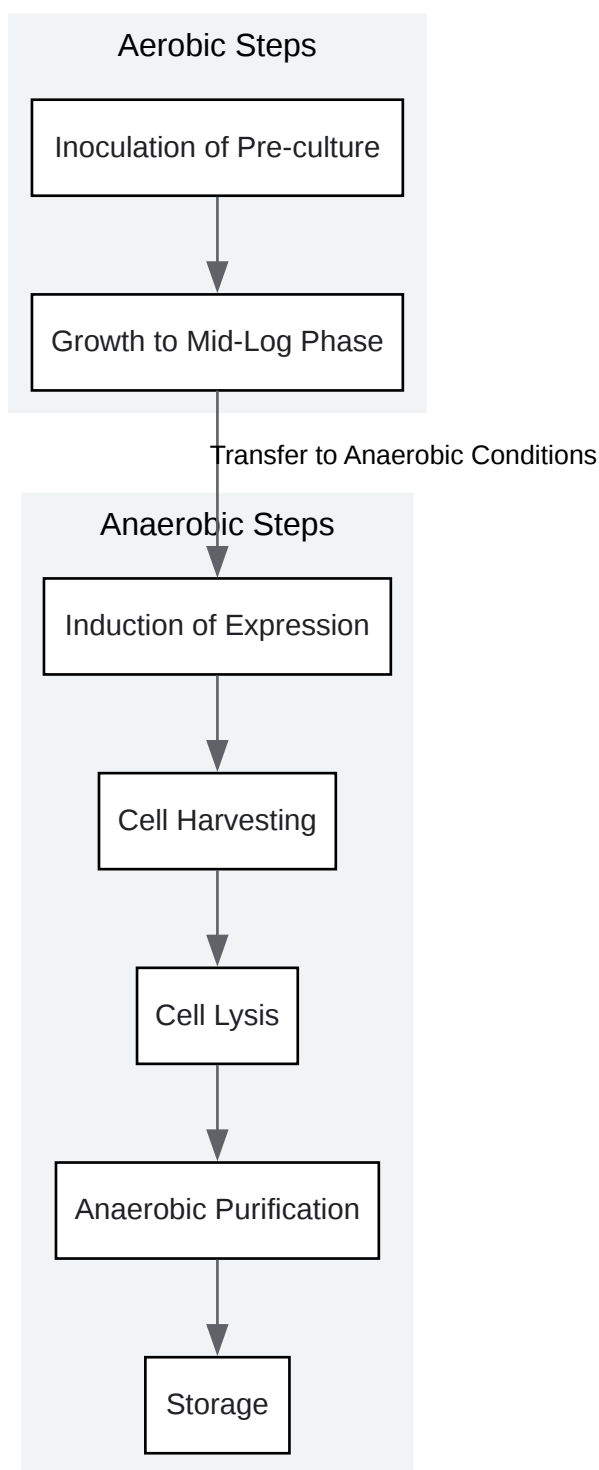 Aerobic Steps
Inoculation of Pre-culture
Growth to Mid-Log Phase
Transfer to Anaerobic Conditions
Anaerobic Steps
Induction of Expression
Cell Harvesting
Cell Lysis
Anaerobic Purification
Storage